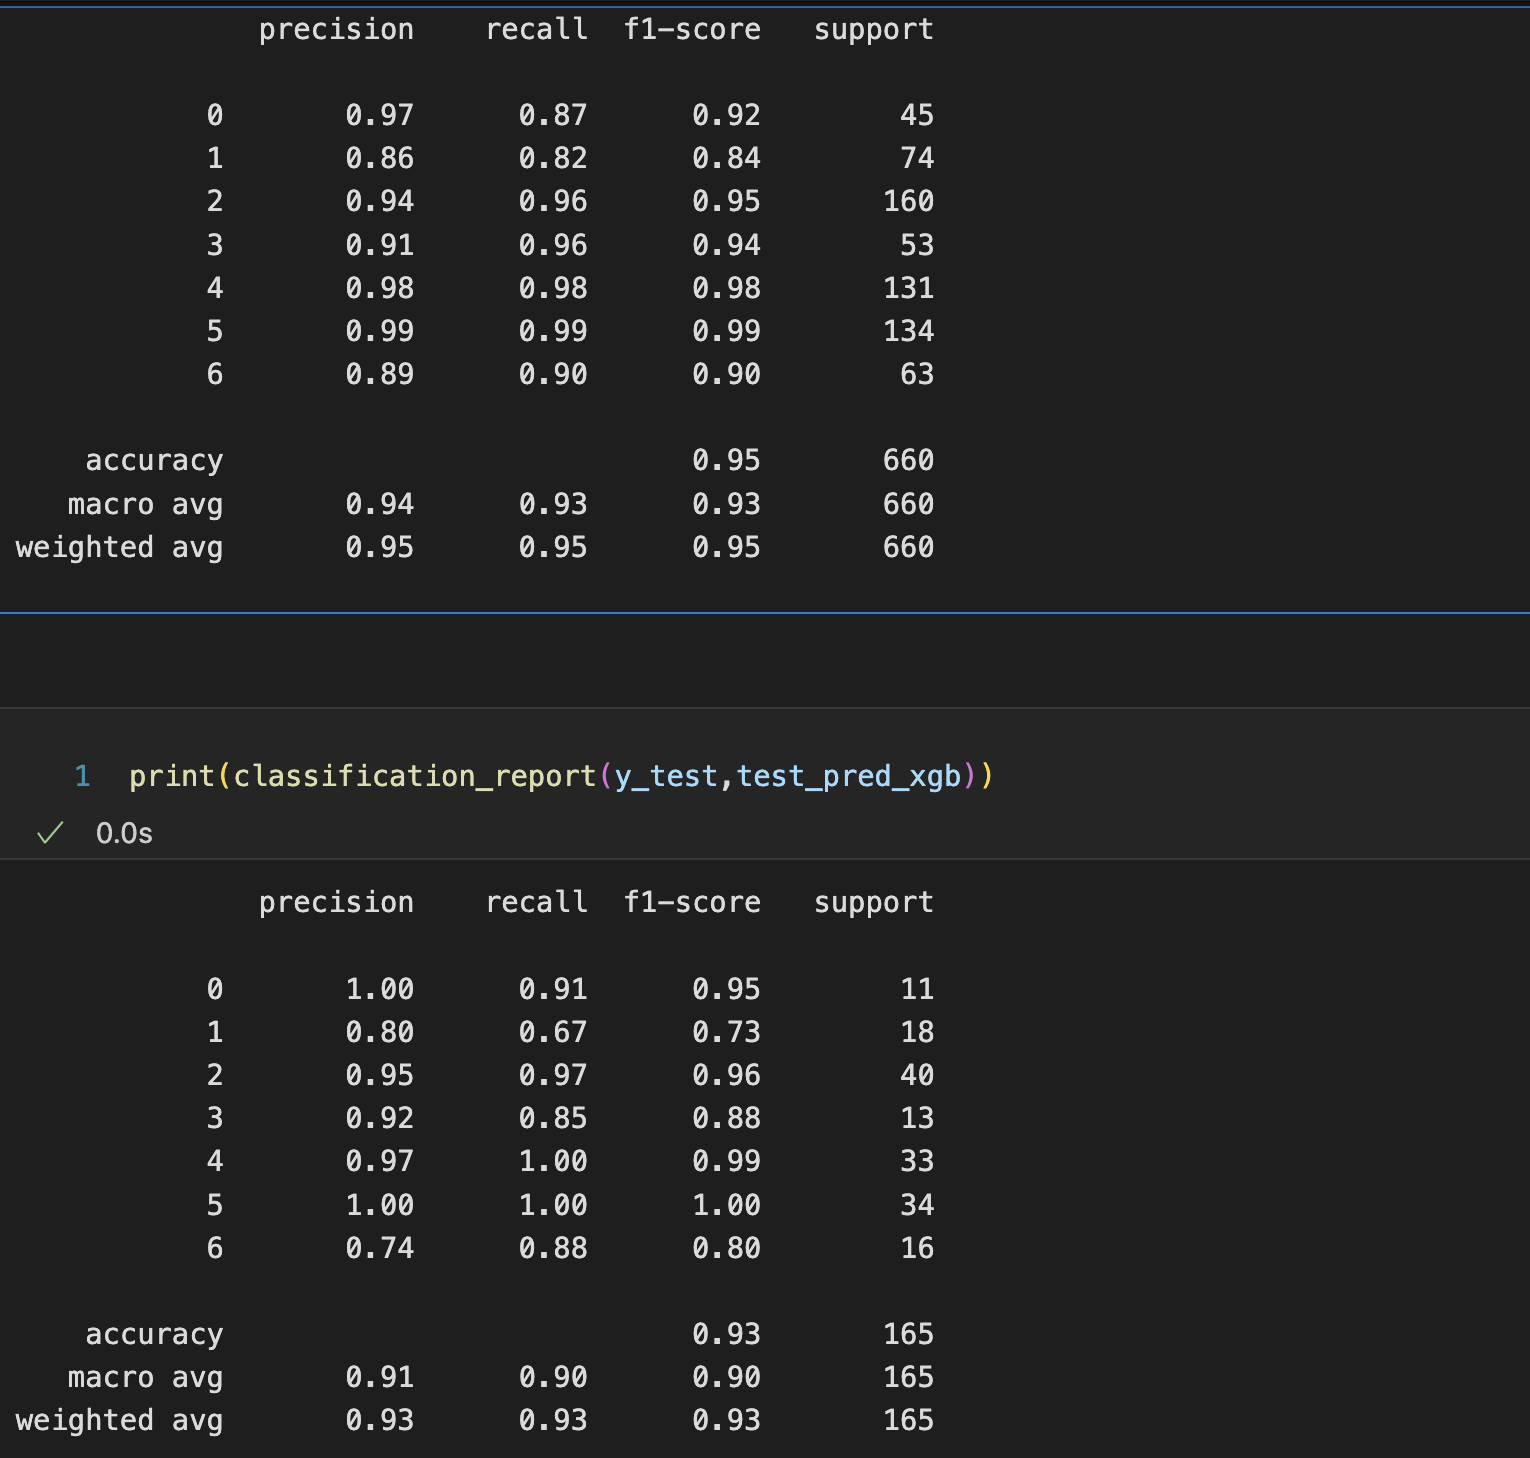 precision recall f1-score support
0 0.97 0.87 0.92 45
1 0.86 0.82 0.84 74
2 0.94 0.96 0.95 160
3 0.91 0.96 0.94 53
4 0.98 0.98 0.98 131
5 0.99 0.99 0.99 134
6 0.89 0.90 0.90 63
accuracy 0.95 660
macro avg 0.94 0.93 0.93 660
weighted avg 0.95 0.95 0.95 660
1 print(classification_report(y_test,test_pred_xgb))
0.0s
precision recall f1-score support
0 1.00 0.91 0.95 11
1 0.80 0.67 0.73 18
2 0.95 0.97 0.96 40
3 0.92 0.85 0.88 13
4 0.97 1.00 0.99 33
5 1.00 1.00 1.00 34
6 0.74 0.88 0.80 16
accuracy 0.93 165
macro avg 0.91 0.90 0.90 165
weighted avg 0.93 0.93 0.93 165